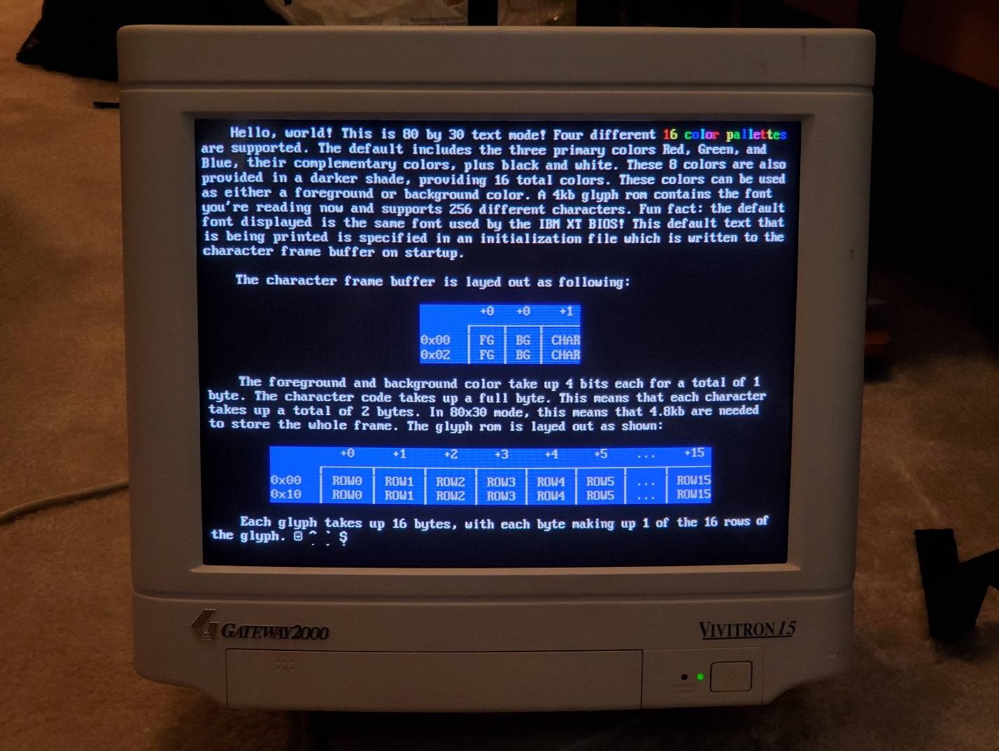 Hello, world! This is 80 by 30 text mode! Four different 16 color pallettes
are supported. The default includes the three primary colors Red, Green, and
Blue, their complementary colors, plus black and white. These 8 colors are also
provided in a darker shade, providing 16 total colors. These colors can be used
as either a foreground or background color. A 4kb glyph rom contains the font
you're reading now and supports 256 different characters. Fun fact: the default
font displayed is the same font used by the IBM XT BIOS! This default text that
is being printed is specified in an initialization file which is written to the
character frame buffer on startup.
The character frame buffer is layed out as following:
+0 +0 +1
0x00 FG BG CHAR
0x02 FG BG CHAR
The foreground and background color take up 4 bits each for a total of 1
byte. The character code takes up a full byte. This means that each character
takes up a total of 2 bytes. In 80x30 mode, this means that 4.8kb are needed
to store the whole frame. The glyph rom is layed out as shown:
+0 +1 +2 +3 +4 +5 ... +15
0x00 ROW0 ROW1 ROW2 ROW3 ROW4 ROW5 ... ROW15
0x10 ROW0 ROW1 ROW2 ROW3 ROW4 ROW5 ... ROW15
Each glyph takes up 16 bytes, with each byte making up 1 of the 16 rows of
the glyph.
GATEWAY2000
VIVITRON 15